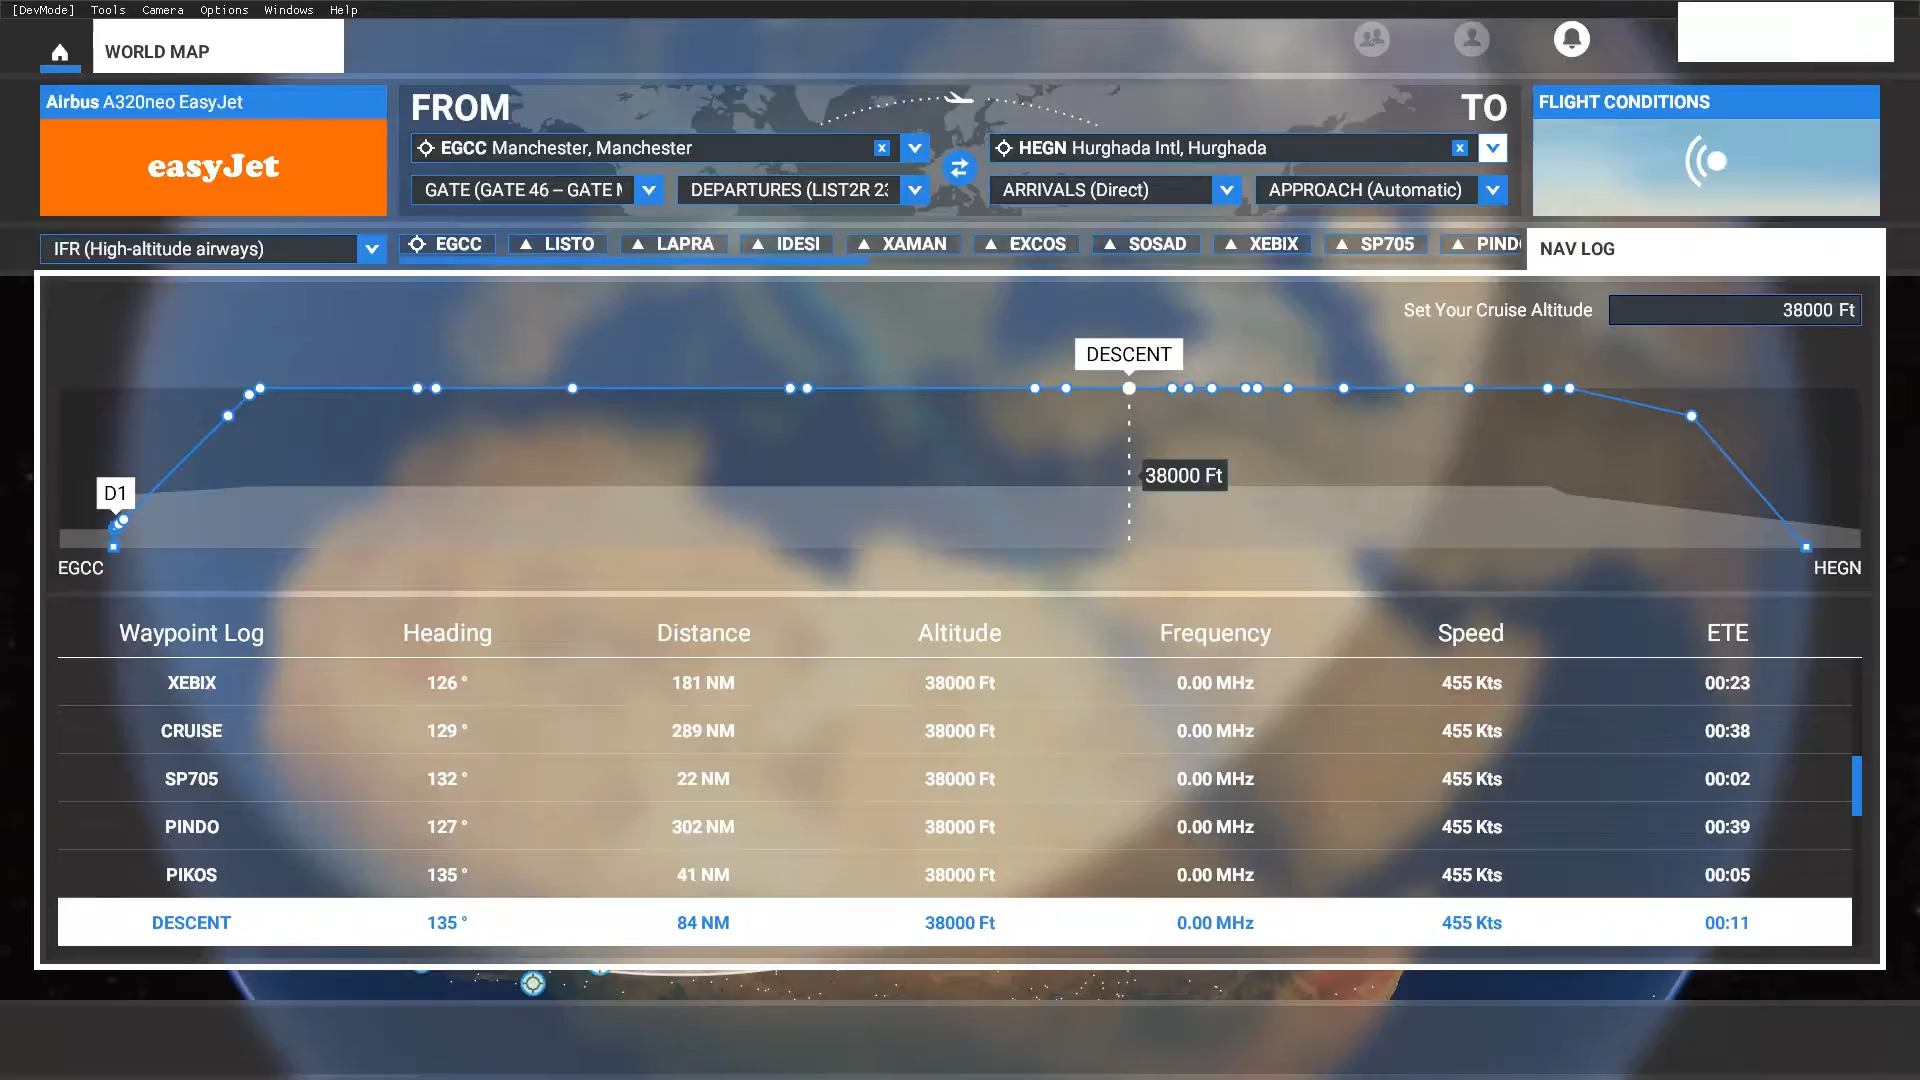 [DevMode] Tools Camera Options Windows Help
WORLD MAP
Airbus A320neo EasyJet
easyJet
FROM
TO
EGCC Manchester, Manchester
x
HEGN Hurghada Intl, Hurghada
x
GATE (GATE 46 – GATE
DEPARTURES (LIST2R
ARRIVALS (Direct)
APPROACH (Automatic)
FLIGHT CONDITIONS
IFR (High-altitude airways)
EGCC LISTO LAPRA IDESI XAMAN EXCOS SOSAD XEBIX SP705 PIND
NAV LOG
Set Your Cruise Altitude 38000 Ft
DESCENT
38000 Ft
D1
EGCC
HEGN
Waypoint Log Heading Distance Altitude Frequency Speed ETE
XEBIX 126 ° 181 NM 38000 Ft 0.00 MHz 455 Kts 00:23
CRUISE 129 ° 289 NM 38000 Ft 0.00 MHz 455 Kts 00:38
SP705 132 ° 22 NM 38000 Ft 0.00 MHz 455 Kts 00:02
PINDO 127 ° 302 NM 38000 Ft 0.00 MHz 455 Kts 00:39
PIKOS 135 ° 41 NM 38000 Ft 0.00 MHz 455 Kts 00:05
DESCENT 135 ° 84 NM 38000 Ft 0.00 MHz 455 Kts 00:11